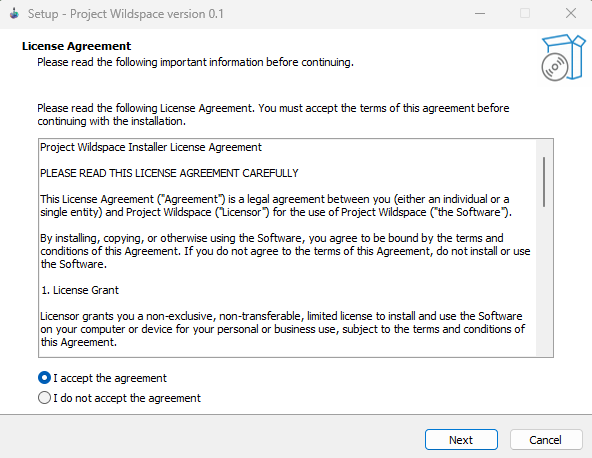 Setup - Project Wildspace version 0.1
License Agreement
Please read the following important information before continuing.
Please read the following License Agreement. You must accept the terms of this agreement before
continuing with the installation.
Project Wildspace Installer License Agreement
PLEASE READ THIS LICENSE AGREEMENT CAREFULLY
This License Agreement ("Agreement") is a legal agreement between you (either an individual or a
single entity) and Project Wildspace ("Licensor") for the use of Project Wildspace ("the Software").
By installing, copying, or otherwise using the Software, you agree to be bound by the terms and
conditions of this Agreement. If you do not agree to the terms of this Agreement, do not install or use
the Software.
1. License Grant
Licensor grants you a non-exclusive, non-transferable, limited license to install and use the Software
on your computer or device for your personal or business use, subject to the terms and conditions of
this Agreement.
I accept the agreement
I do not accept the agreement
Next
Cancel